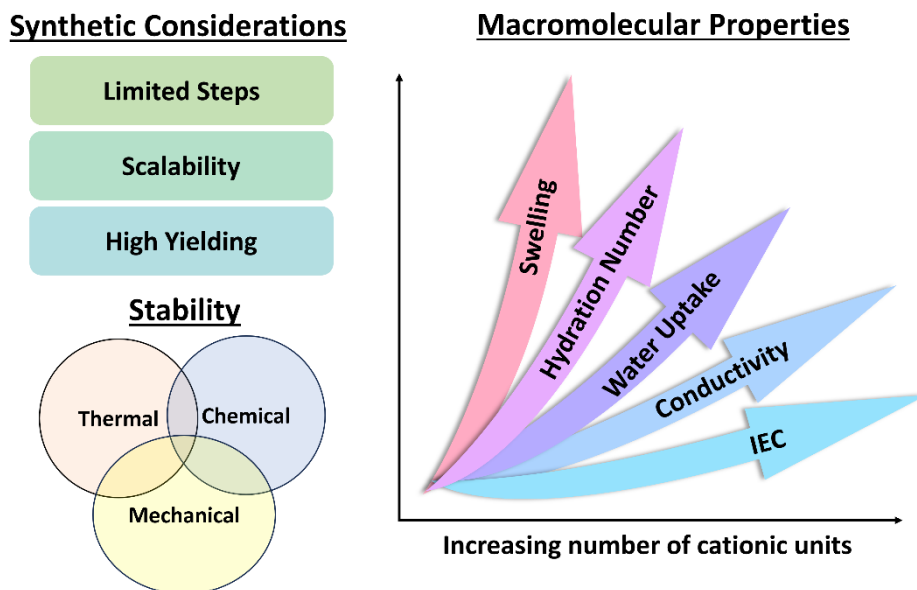 Synthetic Considerations
Limited Steps
Scalability
High Yielding
Stability
Thermal
Chemical
Mechanical
Macromolecular Properties
Swelling
Hydration Number
Water Uptake
Conductivity
IEC
Increasing number of cationic units